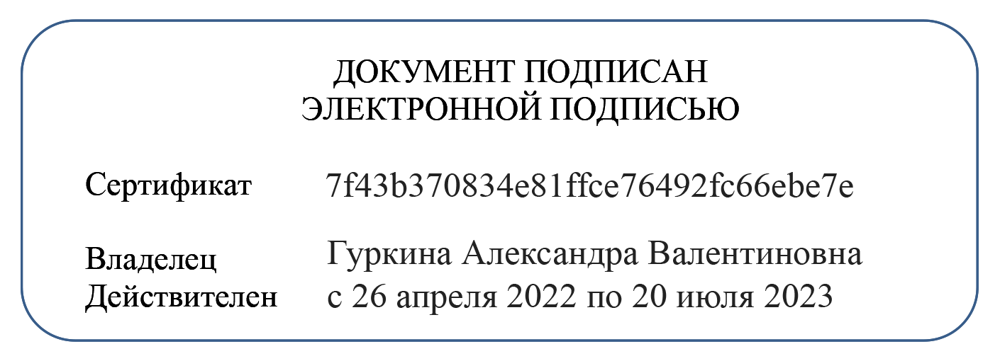 ДОКУМЕНТ ПОДПИСАН
ЭЛЕКТРОННОЙ ПОДПИСЬЮ
Сертификат 7f43b370834e81ffce76492fc66ebe7e
Владелец Гуркина Александра Валентиновна
Действителен с 26 апреля 2022 по 20 июля 2023